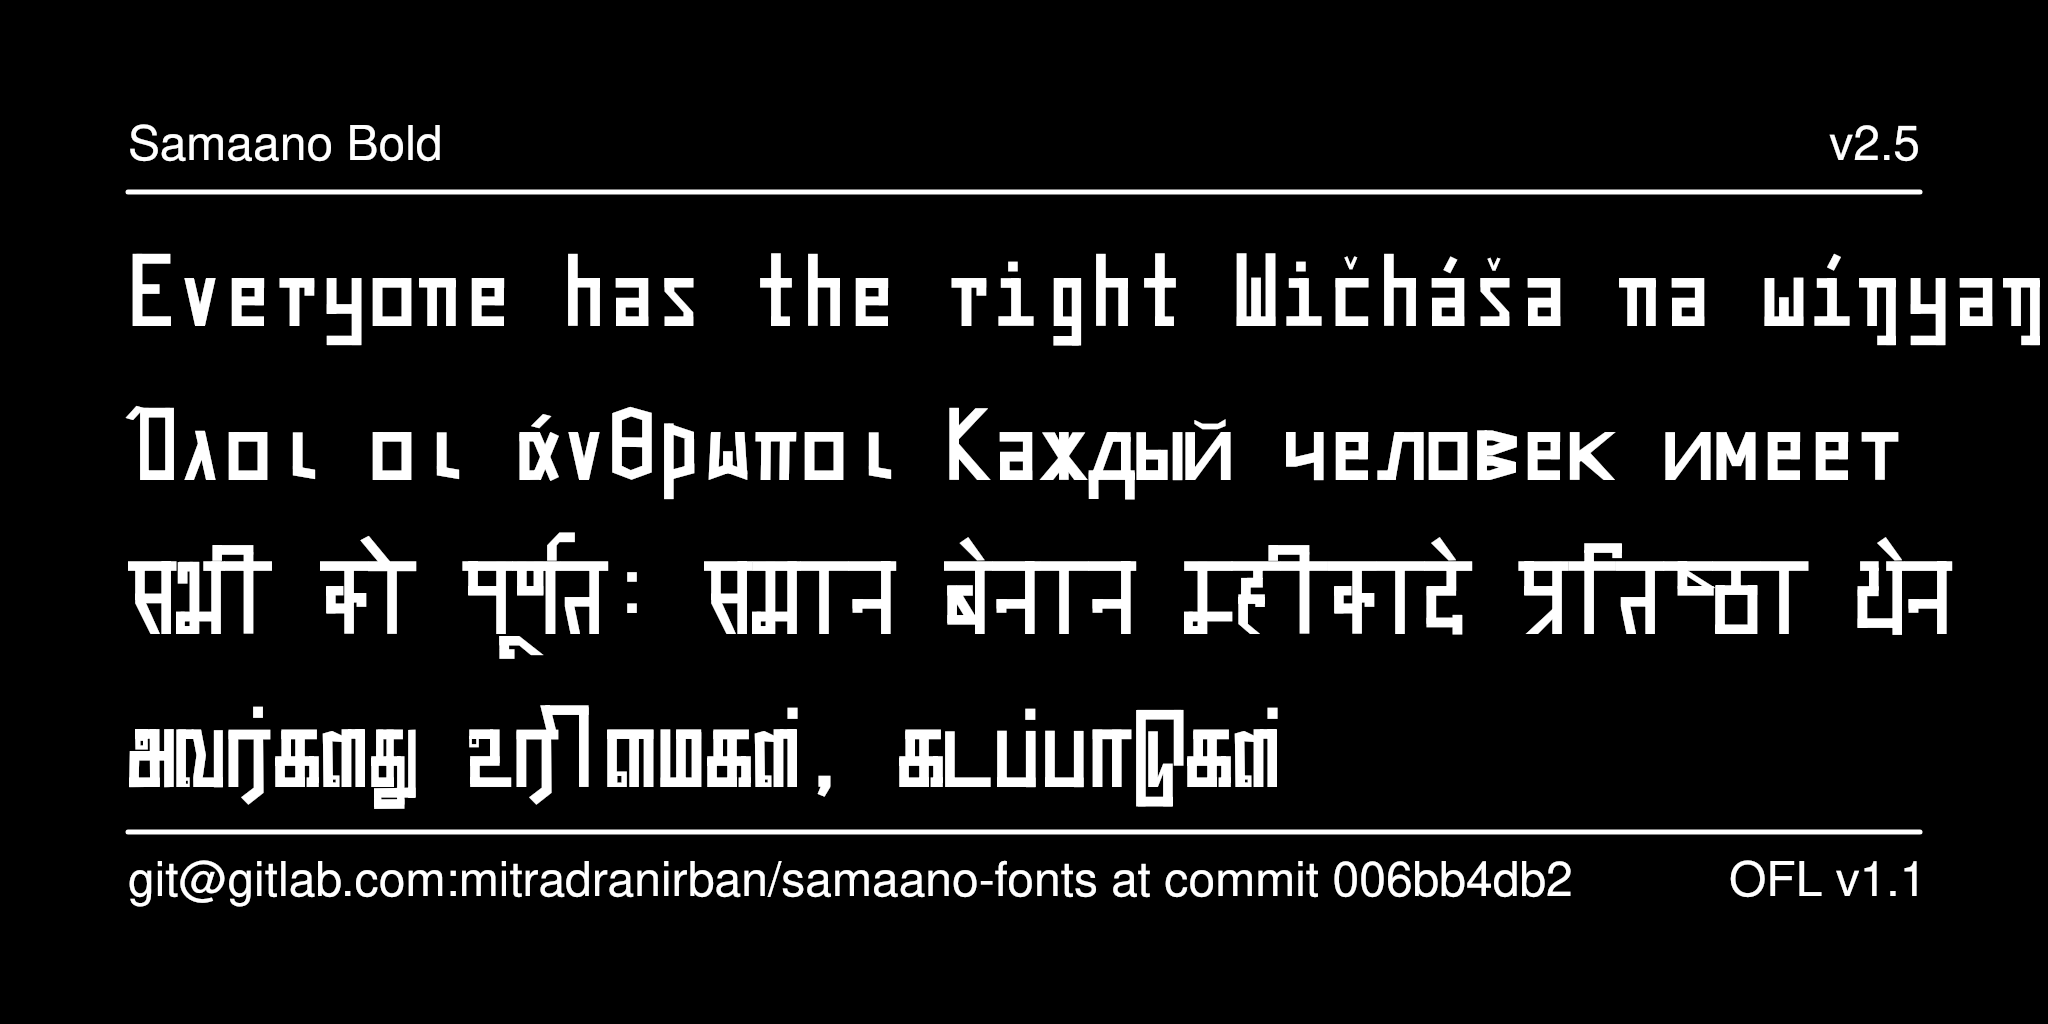 Samaano Bold v2.5
Everyone has the right Wičháša na wíŋyaŋ
Όλοι οι άνθρωποι Каждый человек имеет
सभी को पूर्णतः समान बेनान म्हीकादे प्रतिष्ठा थेन
அவர்களது உரிமைகள், கடப்பாடுகள்
git@gitlab.com:mitradranirban/samaano-fonts at commit 006bb4db2 OFL v1.1